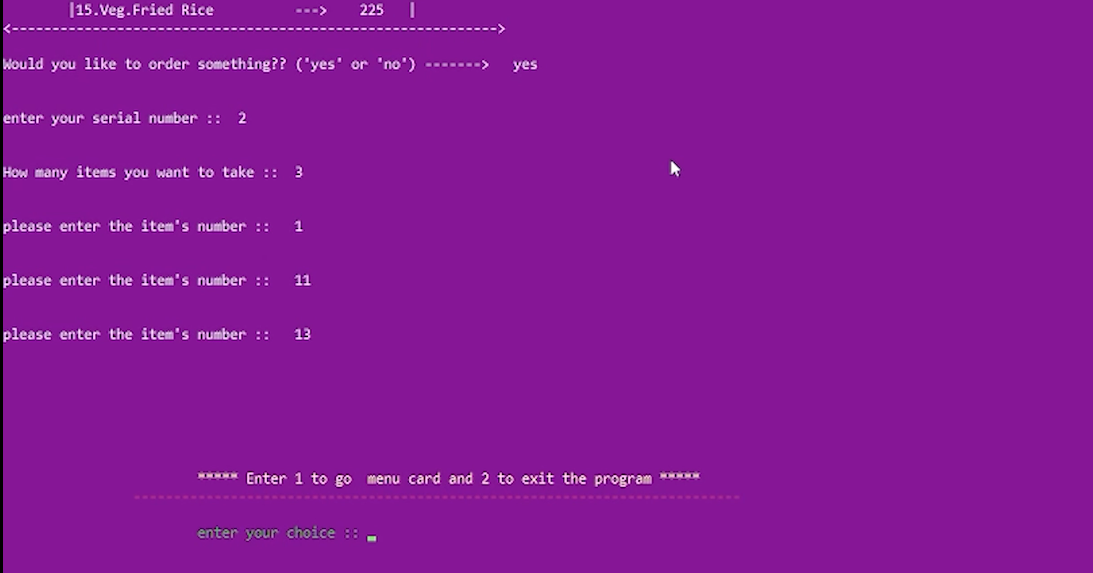 |15.Veg.Fried Rice ---> 225 |
<------------------------------------------------------------->
Would you like to order something?? ('yes' or 'no') -------> yes
enter your serial number :: 2
How many items you want to take :: 3
please enter the item's number :: 1
please enter the item's number :: 11
please enter the item's number :: 13
***** Enter 1 to go menu card and 2 to exit the program *****
---------------------------------------------------------------------------
enter your choice :: _